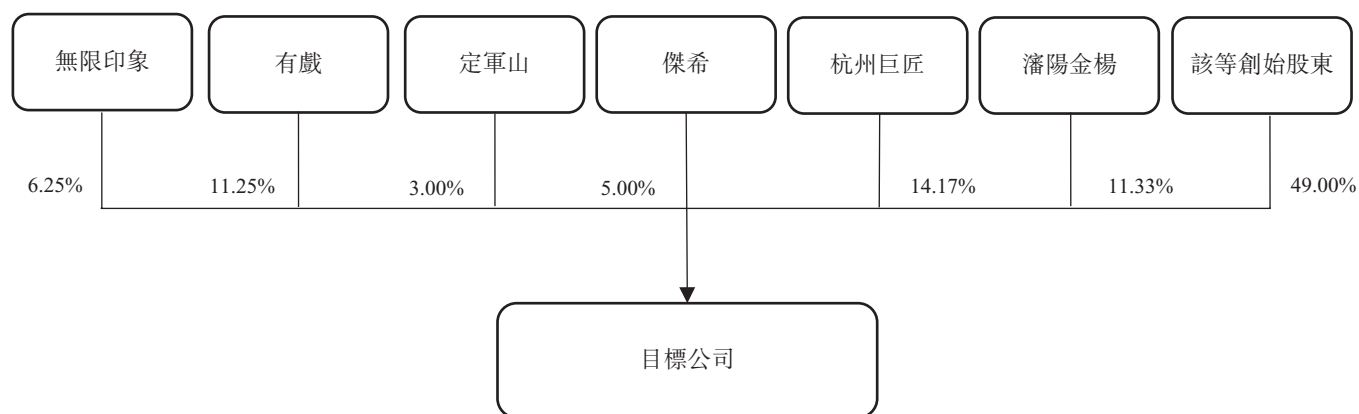 無限印象
有戲
定軍山
傑希
杭州巨匠
瀋陽金楊
該等創始股東
6.25%
11.25%
3.00%
5.00%
14.17%
11.33%
49.00%
目標公司